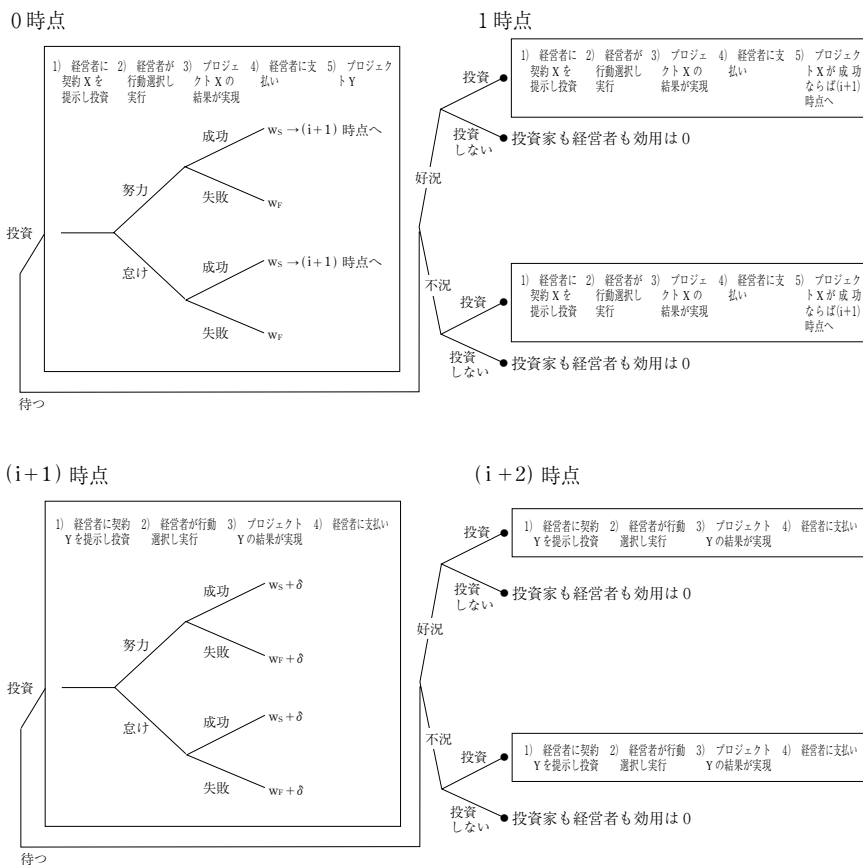 0 時点
1) 経営者に契約 X を提示し投資
2) 経営者が行動選択し実行
3) プロジェクト X の結果が実現
4) 経営者に支払い
5) プロジェクト Y
投資
努力
成功
wS →(i+1) 時点へ
失敗
wF
怠け
成功
wS →(i+1) 時点へ
失敗
wF
待つ
1 時点
好況
投資
1) 経営者に契約 X を提示し投資
2) 経営者が行動選択し実行
3) プロジェクト X の結果が実現
4) 経営者に支払い
5) プロジェクト X が成功ならば(i+1)時点へ
投資しない
投資家も経営者も効用は 0
不況
投資
1) 経営者に契約 X を提示し投資
2) 経営者が行動選択し実行
3) プロジェクト X の結果が実現
4) 経営者に支払い
5) プロジェクト X が成功ならば(i+1)時点へ
投資しない
投資家も経営者も効用は 0
(i+1) 時点
1) 経営者に契約 Y を提示し投資
2) 経営者が行動選択し実行
3) プロジェクト Y の結果が実現
4) 経営者に支払い
投資
努力
成功
wS+δ
失敗
wF+δ
怠け
成功
wS+δ
失敗
wF+δ
待つ
(i+2) 時点
好況
投資
1) 経営者に契約 Y を提示し投資
2) 経営者が行動選択し実行
3) プロジェクト Y の結果が実現
4) 経営者に支払い
投資しない
投資家も経営者も効用は 0
不況
投資
1) 経営者に契約 Y を提示し投資
2) 経営者が行動選択し実行
3) プロジェクト Y の結果が実現
4) 経営者に支払い
投資しない
投資家も経営者も効用は 0